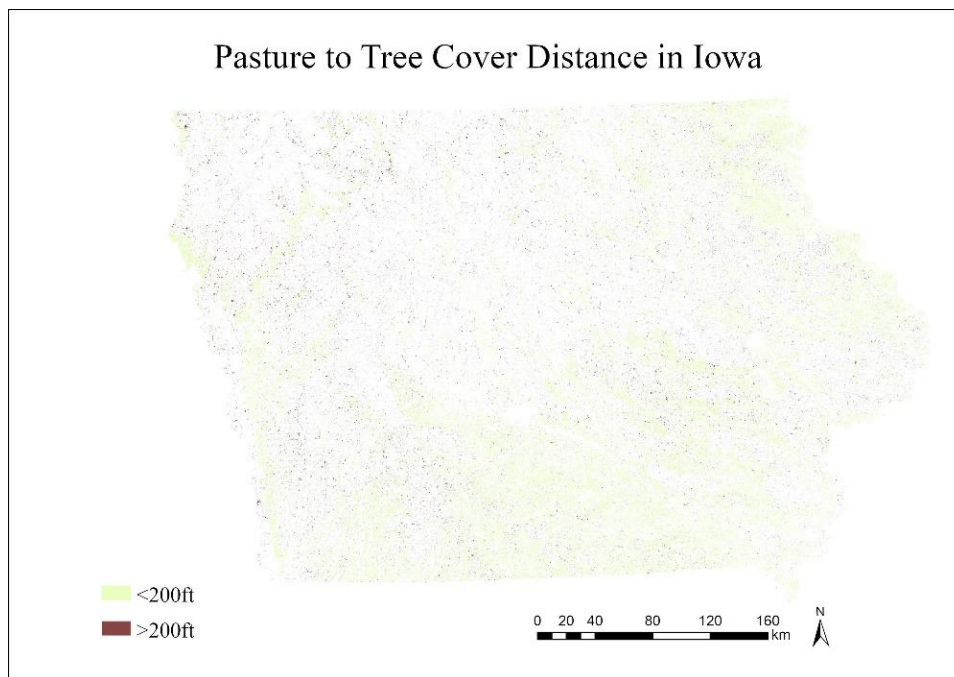 Pasture to Tree Cover Distance in Iowa
<200ft
>200ft
0 20 40 80 120 160
km
N